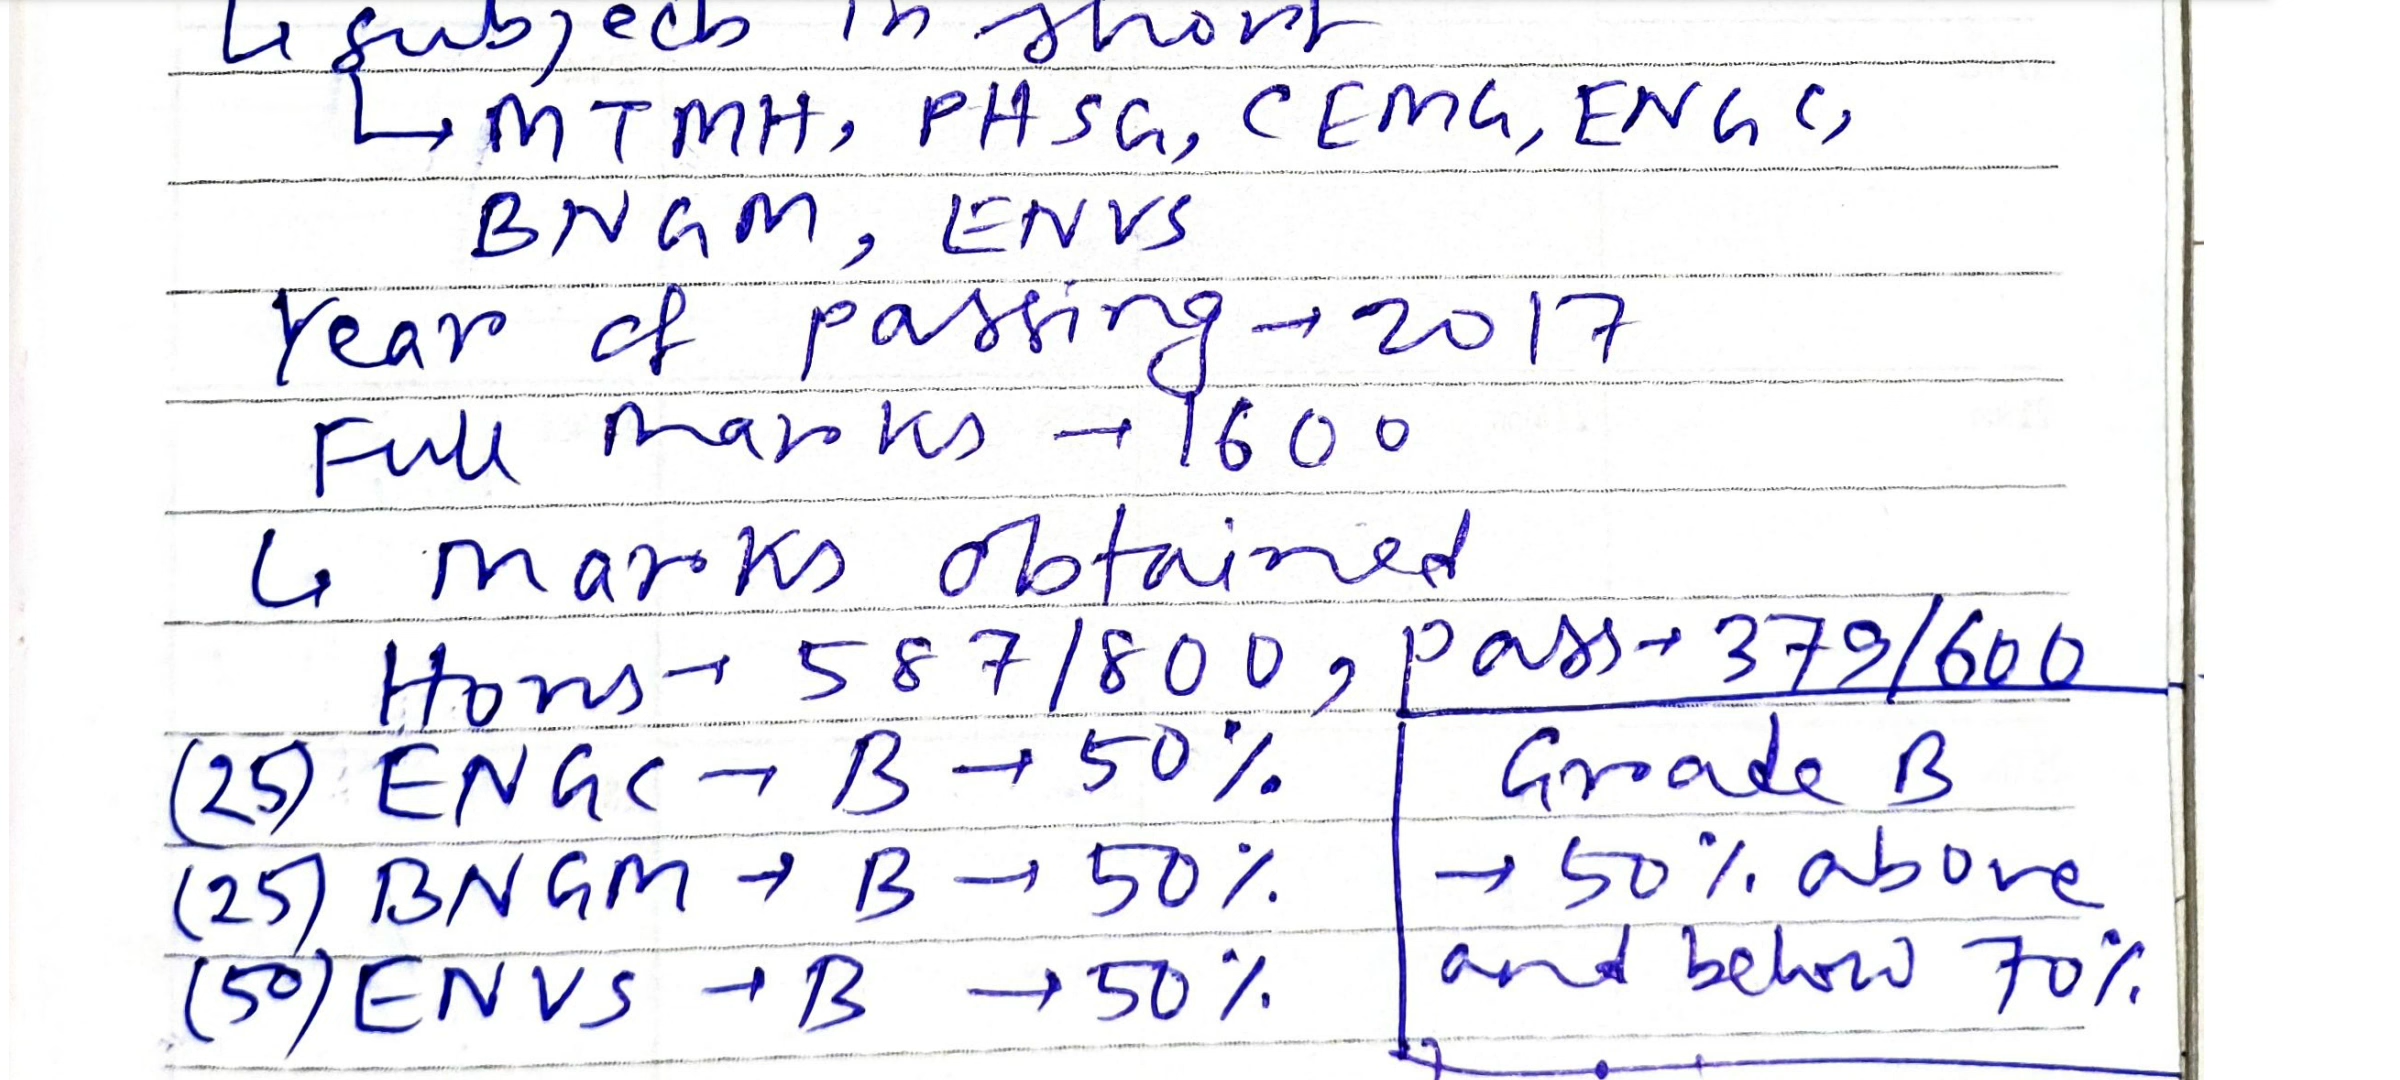 ↳ subjects in short
↳ MTMH, PHSG, CEMG, ENGC,
BNGM, ENVS
Year of passing → 2017
Full marks → 1600
↳ marks obtained
Hons → 587/800, pass → 379/600
(25) ENGC → B → 50%
Grade B
(25) BNGM → B → 50%
→ 50% above
(50) ENVS → B → 50%
and below 70%